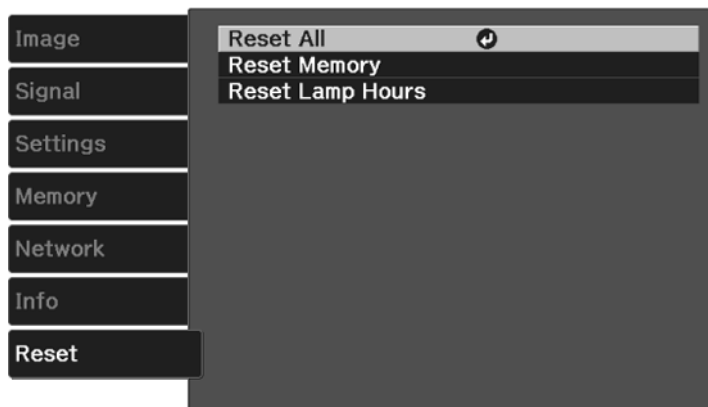 Image
Signal
Settings
Memory
Network
Info
Reset
Reset All
Reset Memory
Reset Lamp Hours